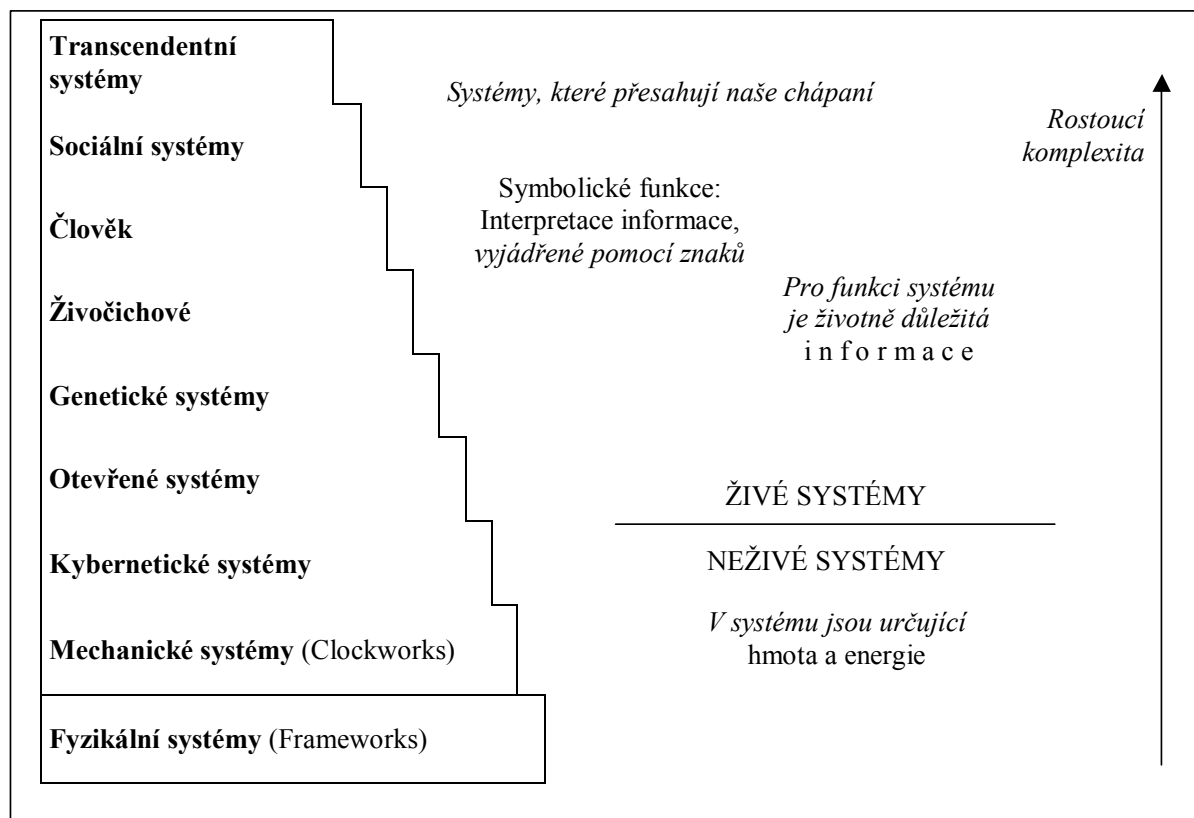 Transcendentní
systémy
Systémy, které přesahují naše chápaní
Rostoucí
komplexita
Sociální systémy
Symbolické funkce:
Interpretace informace,
vyjádřené pomocí znaků
Člověk
Pro funkci systému
je životně důležitá
i n f o r m a c e
Živočichové
Genetické systémy
Otevřené systémy
ŽIVÉ SYSTÉMY
NEŽIVÉ SYSTÉMY
Kybernetické systémy
V systému jsou určující
hmota a energie
Mechanické systémy (Clockworks)
Fyzikální systémy (Frameworks)